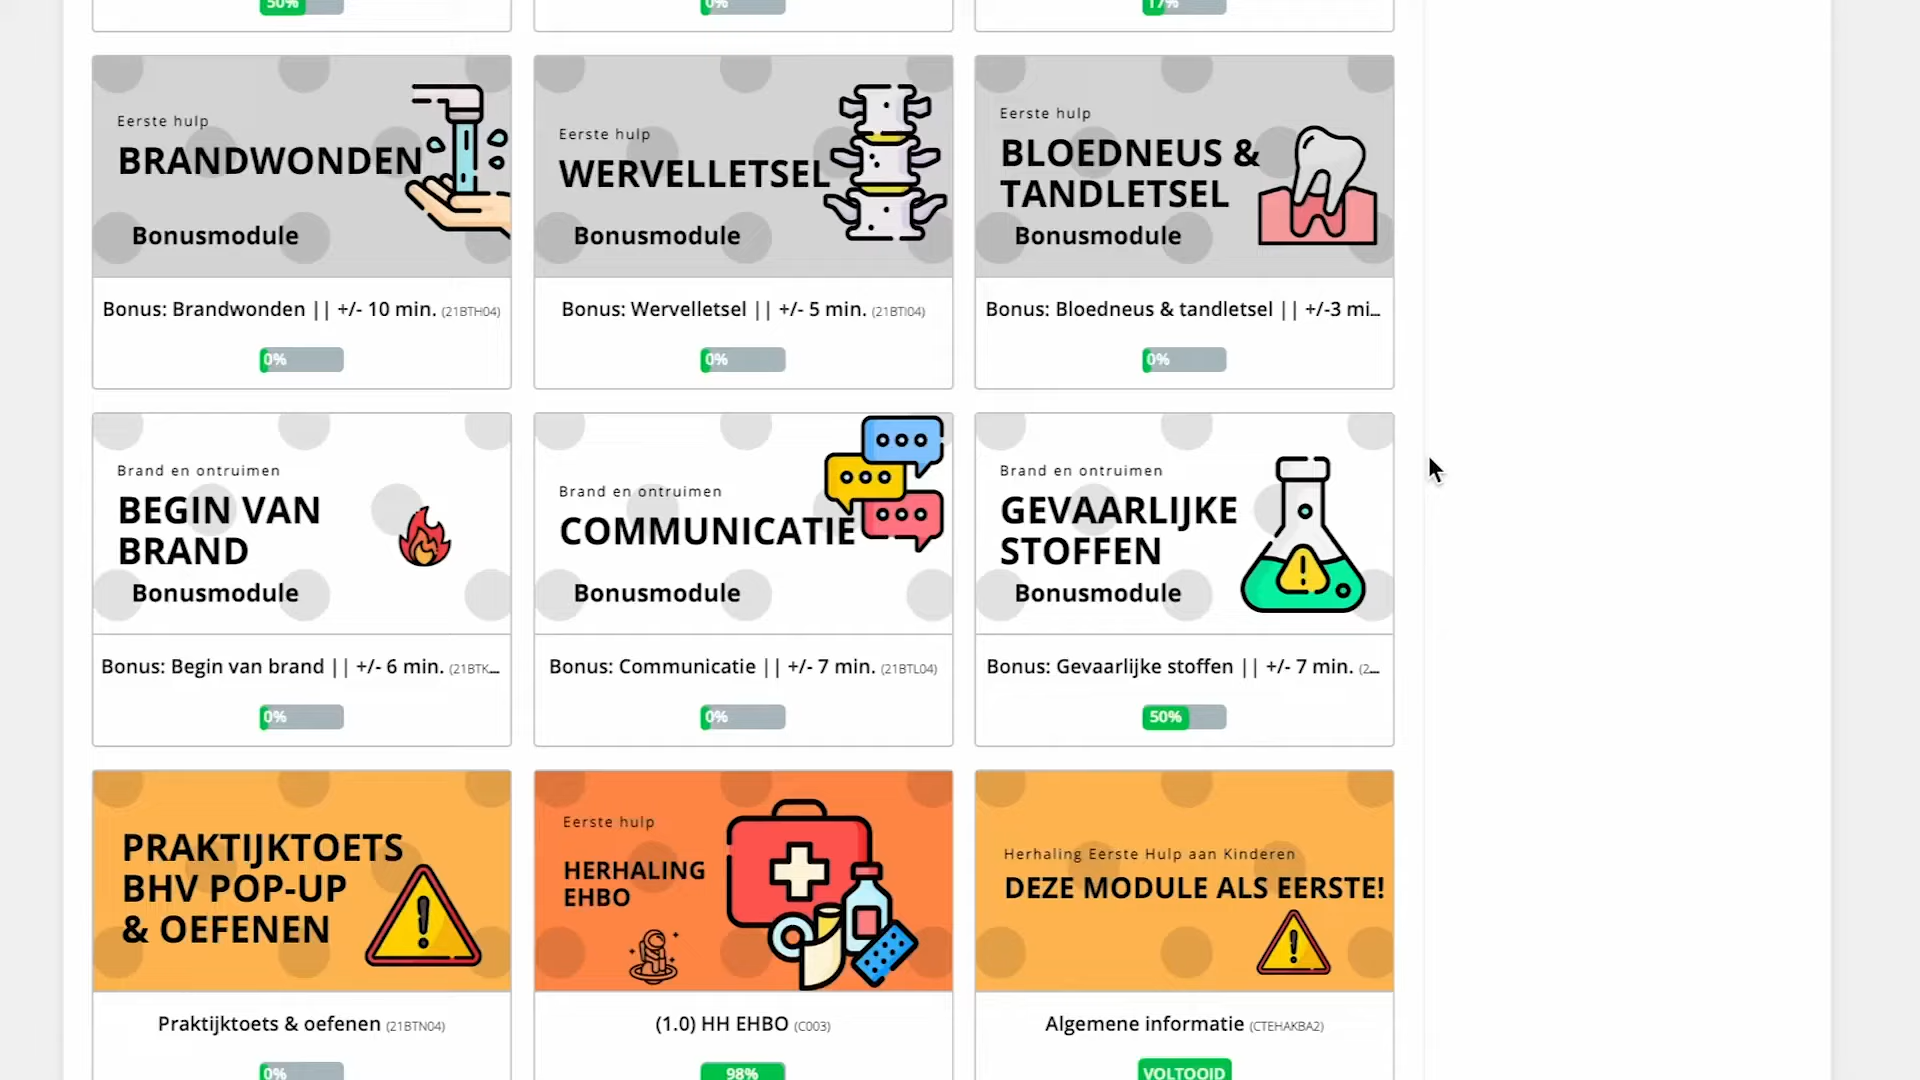 50%
0%
17%
Eerste hulp
BRANDWONDEN
Bonusmodule
Bonus: Brandwonden || +/- 10 min. (21BTH04)
0%
Eerste hulp
WERVELLETSEL
Bonusmodule
Bonus: Wervelletsel || +/- 5 min. (21BTI04)
0%
Eerste hulp
BLOEDNEUS &
TANDLETSEL
Bonusmodule
Bonus: Bloedneus & tandletsel || +/-3 mi...
0%
Brand en ontruimen
BEGIN VAN
BRAND
Bonusmodule
Bonus: Begin van brand || +/- 6 min. (21BTK...
0%
Brand en ontruimen
COMMUNICATIE
Bonusmodule
Bonus: Communicatie || +/- 7 min. (21BTL04)
0%
Brand en ontruimen
GEVAARLIJKE
STOFFEN
Bonusmodule
Bonus: Gevaarlijke stoffen || +/- 7 min. (2...
50%
PRAKTIJKTOETS
BHV POP-UP
& OEFENEN
Praktijktoets & oefenen (21BTN04)
0%
Eerste hulp
HERHALING
EHBO
(1.0) HH EHBO (C003)
98%
Herhaling Eerste Hulp aan Kinderen
DEZE MODULE ALS EERSTE!
Algemene informatie (CTEHAKBA2)
VOLTOOID